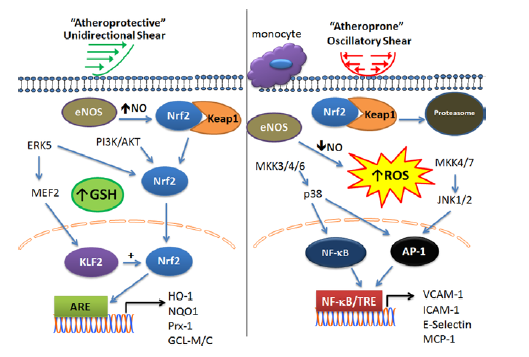 "Atheroprotective"
Unidirectional Shear
eNOS
↑NO
Nrf2
Keap1
ERK5
PI3K/AKT
Nrf2
MEF2
↑GSH
KLF2
+
Nrf2
ARE
HO-1
NQO1
Prx-1
GCL-M/C
"Atheroprone"
Oscillatory Shear
monocyte
Nrf2
Keap1
Proteasome
eNOS
↓NO
MKK3/4/6
↑ROS
MKK4/7
p38
JNK1/2
NF-κB
AP-1
NF-κB/TRE
VCAM-1
ICAM-1
E-Selectin
MCP-1